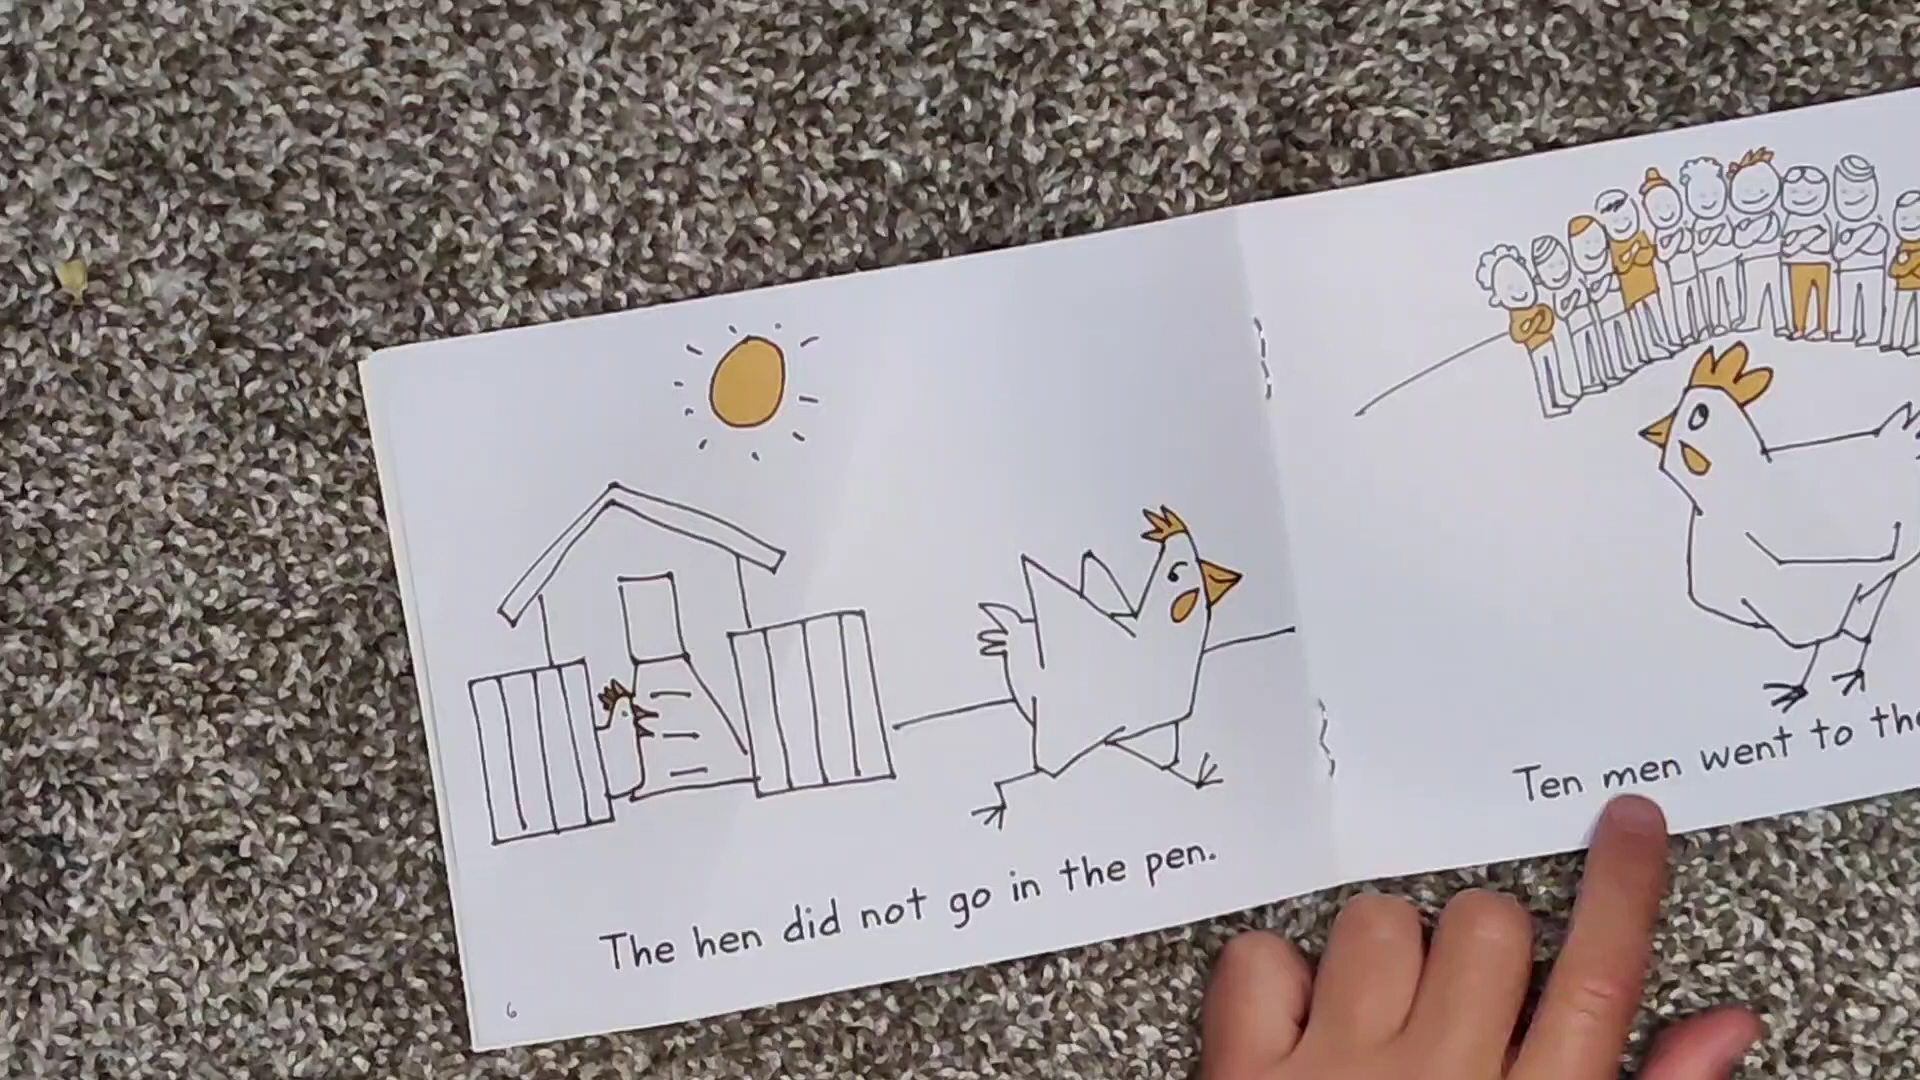 The hen did not go in the pen.
6
Ten men went to the